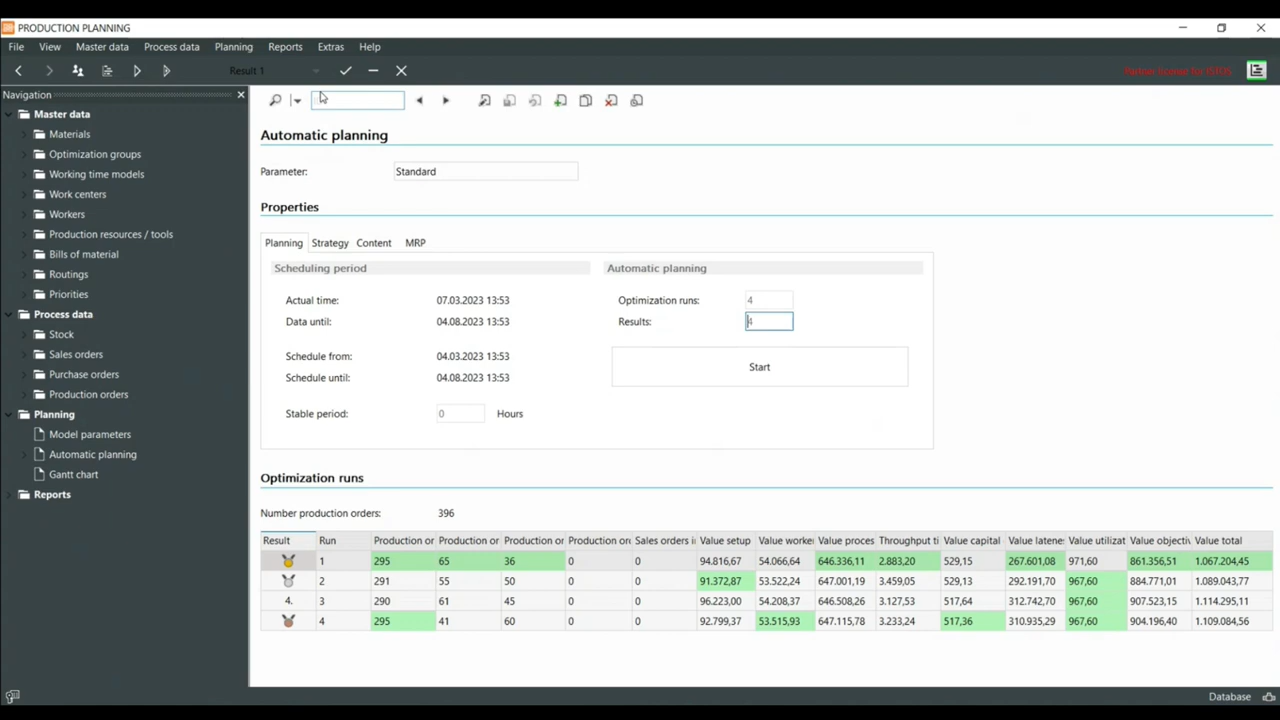 PRODUCTION PLANNING
File View Master data Process data Planning Reports Extras Help
Result 1
Navigation
Master data
Materials
Optimization groups
Working time models
Work centers
Workers
Production resources / tools
Bills of material
Routings
Priorities
Process data
Stock
Sales orders
Purchase orders
Production orders
Planning
Model parameters
Automatic planning
Gantt chart
Reports
Automatic planning
Parameter: Standard
Properties
Planning Strategy Content MRP
Scheduling period Automatic planning
Actual time: 07.03.2023 13:53 Optimization runs: 4
Data until: 04.08.2023 13:53 Results: 4
Schedule from: 04.03.2023 13:53
Start
Schedule until: 04.08.2023 13:53
Stable period: 0 Hours
Optimization runs
Number production orders: 396
Result Run Production or Production or Production or Production or Sales orders i Value setup Value worke Value proces Throughput ti Value capital Value latene Value utilizat Value objecti Value total
1 295 65 36 0 0 94.816,67 54.066,64 646.336,11 2.883,20 529,15 267.601,08 971,60 861.356,51 1.067.204,45
2 291 55 50 0 0 91.372,87 53.522,24 647.001,19 3.459,05 529,13 292.191,70 967,60 884.771,01 1.089.043,77
4. 3 290 61 45 0 0 96.223,00 54.208,37 646.508,26 3.127,53 517,64 312.742,70 967,60 907.523,15 1.114.295,11
4 295 41 60 0 0 92.799,37 53.515,93 647.115,78 3.233,24 517,36 310.935,29 967,60 904.196,40 1.109.084,56
Database